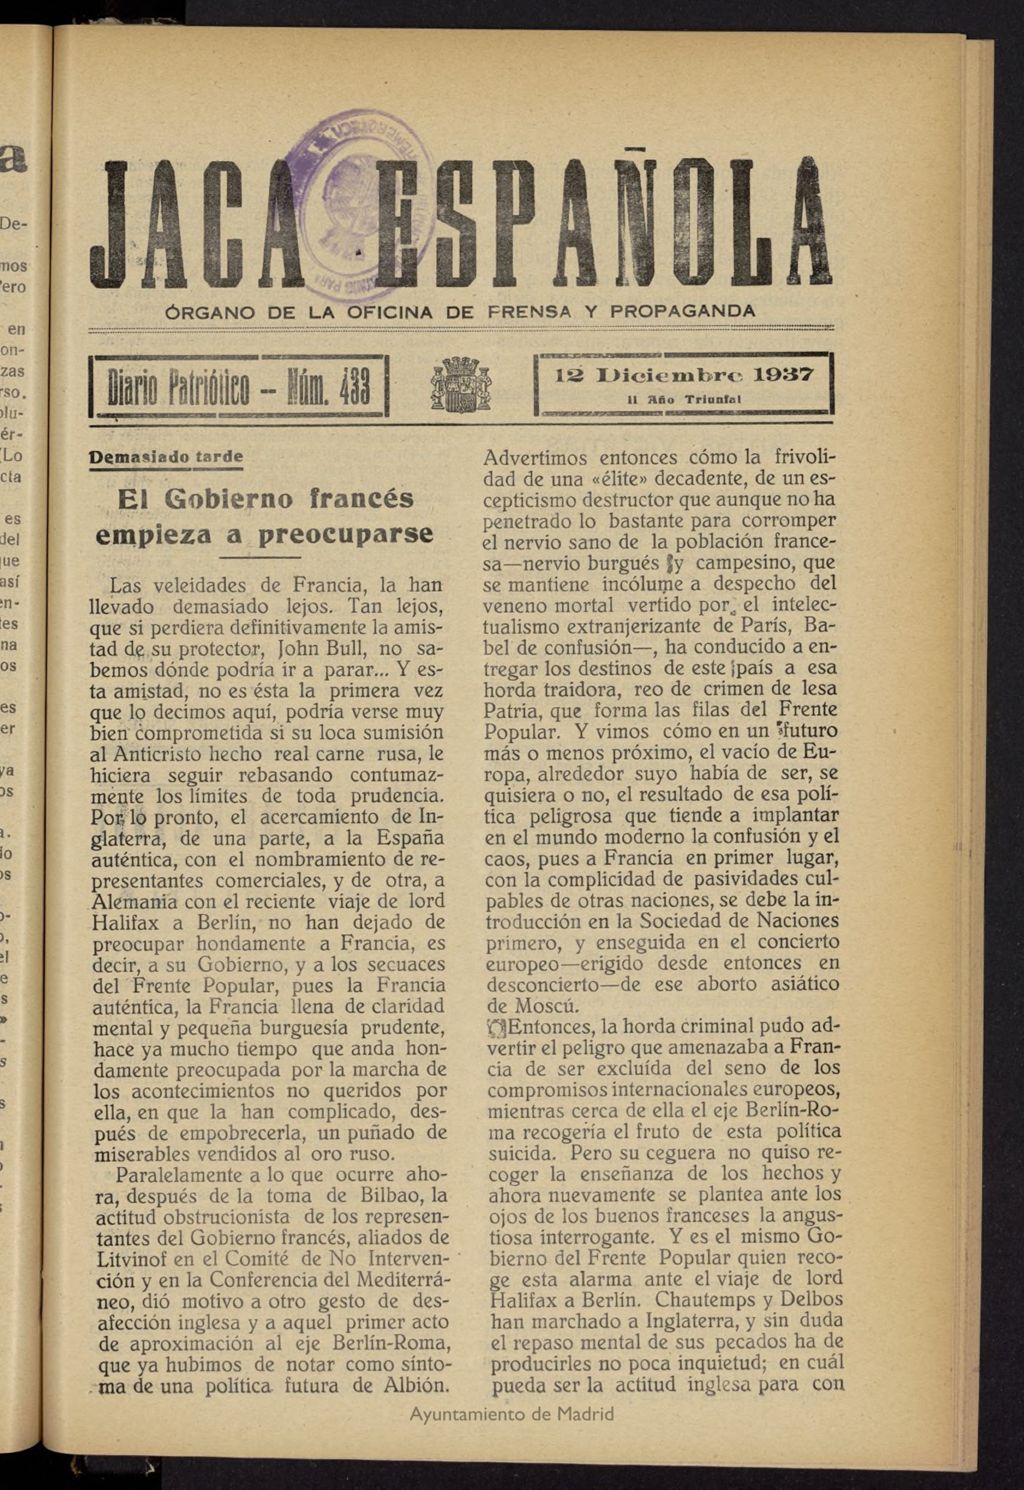 JACA ESPAÑOLA
ÓRGANO DE LA OFICINA DE PRENSA Y PROPAGANDA
Diario Patriótico - Núm. 433
12 Diciembre 1937
II Año Triunfal
Demasiado tarde
El Gobierno francés
empieza a preocuparse
Las veleidades de Francia, la han
llevado demasiado lejos. Tan lejos,
que si perdiera definitivamente la amis-
tad de su protector, John Bull, no sa-
bemos dónde podría ir a parar... Y es-
ta amistad, no es ésta la primera vez
que lo decimos aquí, podría verse muy
bien comprometida si su loca sumisión
al Anticristo hecho real carne rusa, le
hiciera seguir rebasando contumaz-
mente los límites de toda prudencia.
Por lo pronto, el acercamiento de In-
glaterra, de una parte, a la España
auténtica, con el nombramiento de re-
presentantes comerciales, y de otra, a
Alemania con el reciente viaje de lord
Halifax a Berlín, no han dejado de
preocupar hondamente a Francia, es
decir, a su Gobierno, y a los secuaces
del Frente Popular, pues la Francia
auténtica, la Francia llena de claridad
mental y pequeña burguesía prudente,
hace ya mucho tiempo que anda hon-
damente preocupada por la marcha de
los acontecimientos no queridos por
ella, en que la han complicado, des-
pués de empobrecerla, un puñado de
miserables vendidos al oro ruso.
Paralelamente a lo que ocurre aho-
ra, después de la toma de Bilbao, la
actitud obstrucionista de los represen-
tantes del Gobierno francés, aliados de
Litvinof en el Comité de No Interven-
ción y en la Conferencia del Mediterrá-
neo, dió motivo a otro gesto de des-
afección inglesa y a aquel primer acto
de aproximación al eje Berlín-Roma,
que ya hubimos de notar como sínto-
ma de una política futura de Albión.
Advertimos entonces cómo la frivoli-
dad de una «élite» decadente, de un es-
cepticismo destructor que aunque no ha
penetrado lo bastante para corromper
el nervio sano de la población france-
sa—nervio burgués y campesino, que
se mantiene incólume a despecho del
veneno mortal vertido por el intelec-
tualismo extranjerizante de París, Ba-
bel de confusión—, ha conducido a en-
tregar los destinos de este país a esa
horda traidora, reo de crimen de lesa
Patria, que forma las filas del Frente
Popular. Y vimos cómo en un futuro
más o menos próximo, el vacío de Eu-
ropa, alrededor suyo había de ser, se
quisiera o no, el resultado de esa polí-
tica peligrosa que tiende a implantar
en el mundo moderno la confusión y el
caos, pues a Francia en primer lugar,
con la complicidad de pasividades cul-
pables de otras naciones, se debe la in-
troducción en la Sociedad de Naciones
primero, y enseguida en el concierto
europeo—erigido desde entonces en
desconcierto—de ese aborto asiático
de Moscú.
Entonces, la horda criminal pudo ad-
vertir el peligro que amenazaba a Fran-
cia de ser excluída del seno de los
compromisos internacionales europeos,
mientras cerca de ella el eje Berlín-Ro-
ma recogería el fruto de esta política
suicida. Pero su ceguera no quiso re-
coger la enseñanza de los hechos y
ahora nuevamente se plantea ante los
ojos de los buenos franceses la angus-
tiosa interrogante. Y es el mismo Go-
bierno del Frente Popular quien reco-
ge esta alarma ante el viaje de lord
Halifax a Berlín. Chautemps y Delbos
han marchado a Inglaterra, y sin duda
el repaso mental de sus pecados ha de
producirles no poca inquietud; en cuál
pueda ser la actitud inglesa para con
Ayuntamiento de Madrid